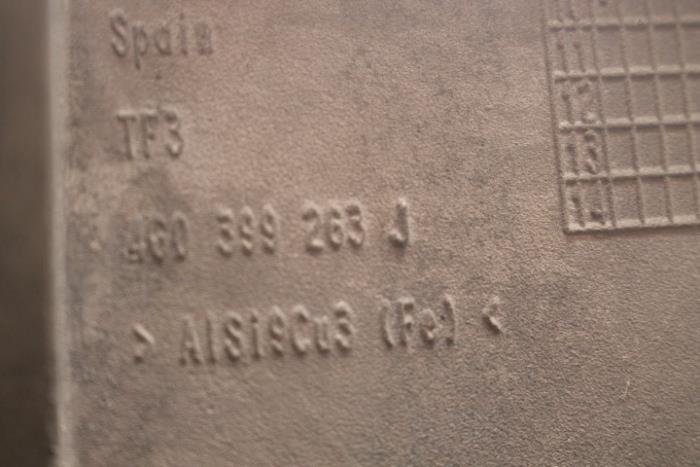 Spain
TF3
4G0 399 263 J
> AlSi9Cu3 (Fe) <
11
12
13
14